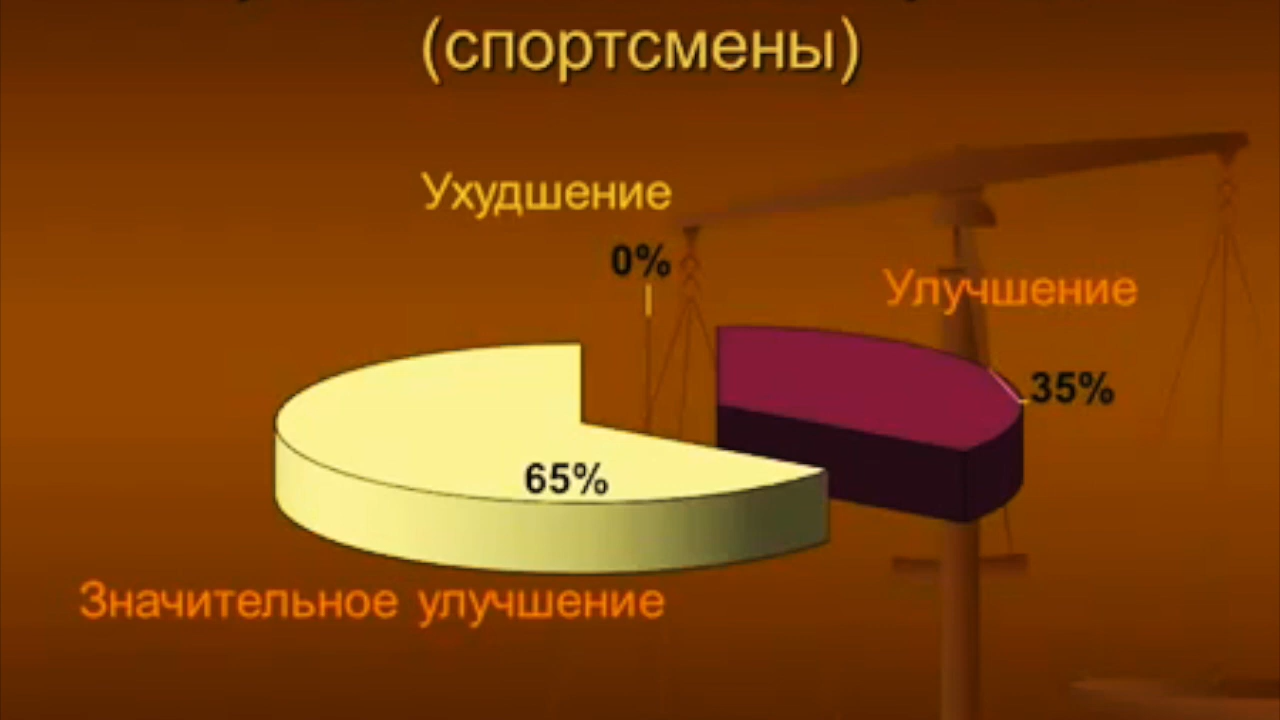 (спортсмены)
Ухудшение
0%
Улучшение
35%
65%
Значительное улучшение